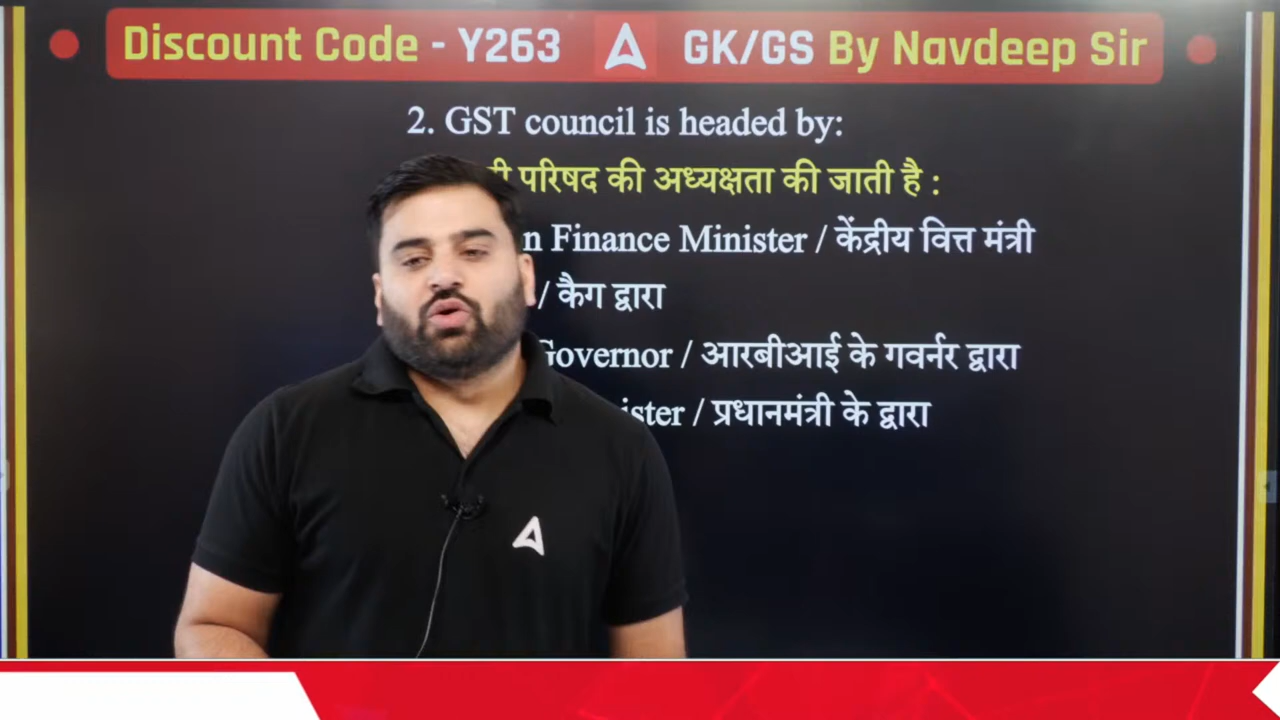 Discount Code - Y263 GK/GS By Navdeep Sir
2. GST council is headed by:
परिषद की अध्यक्षता की जाती है :
Finance Minister / केंद्रीय वित्त मंत्री
/ कैग द्वारा
Governor / आरबीआई के गवर्नर द्वारा
/ प्रधानमंत्री के द्वारा